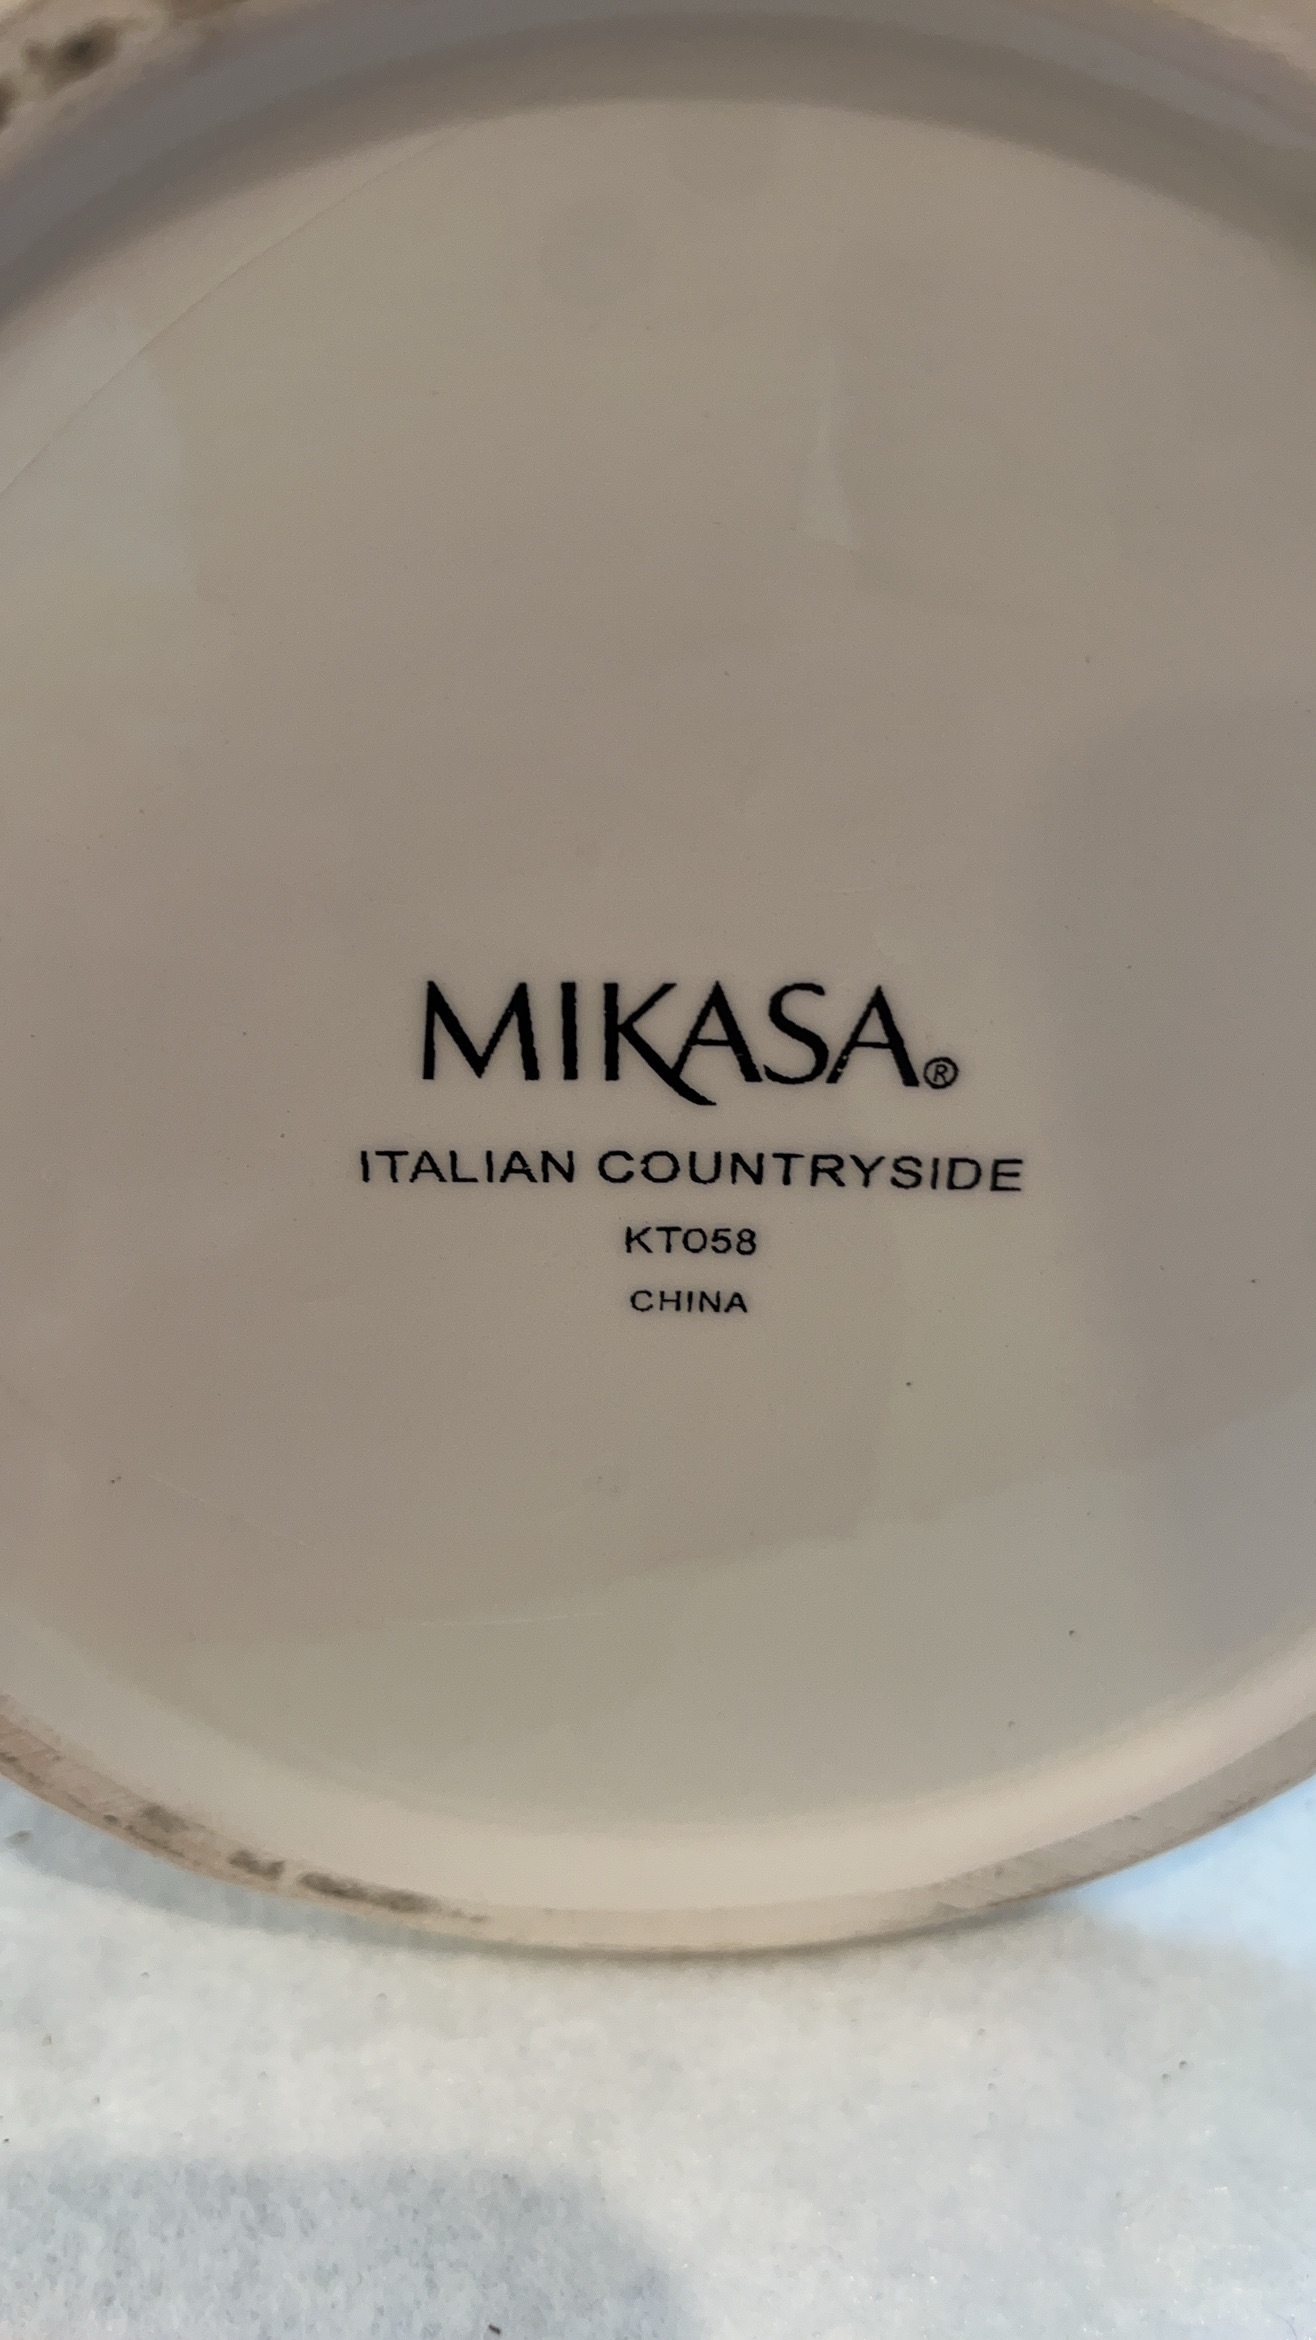 MIKASA®
ITALIAN COUNTRYSIDE
KT058
CHINA